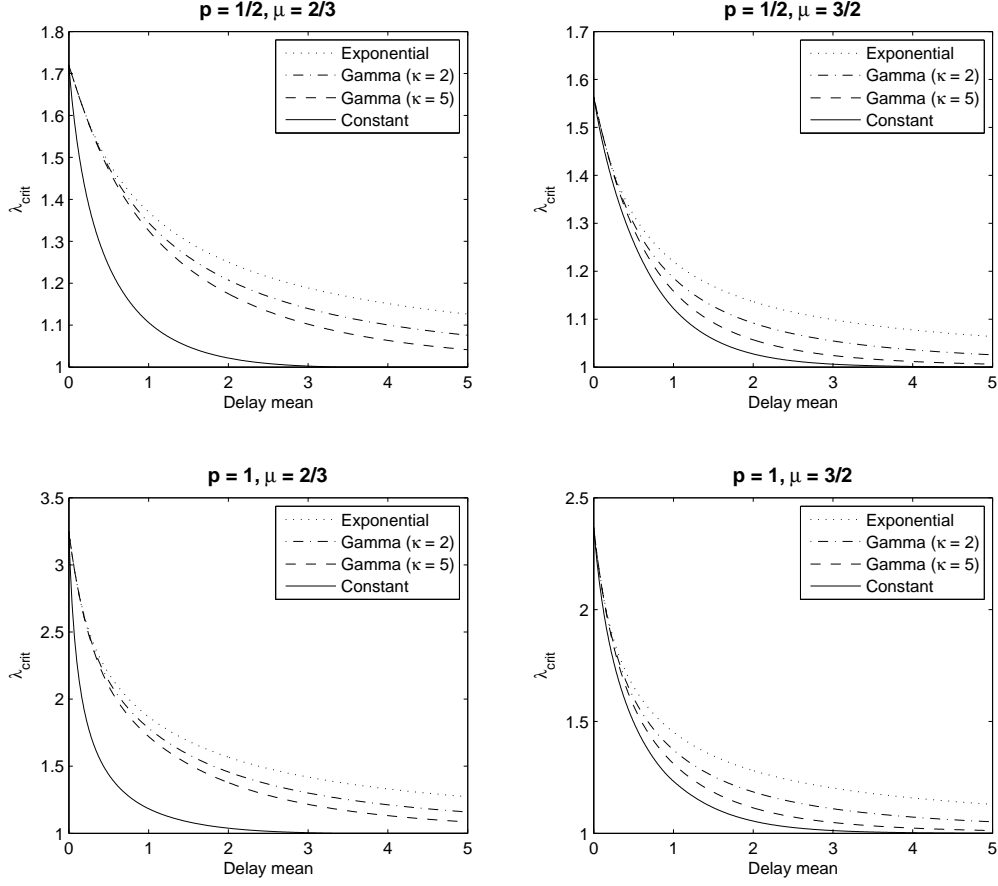 p = 1/2, μ = 2/3
1.8
1.7
1.6
1.5
1.4
1.3
1.2
1.1
1
λcrit
0 1 2 3 4 5
Delay mean
Exponential
Gamma (κ = 2)
Gamma (κ = 5)
Constant
p = 1/2, μ = 3/2
1.7
1.6
1.5
1.4
1.3
1.2
1.1
1
λcrit
0 1 2 3 4 5
Delay mean
Exponential
Gamma (κ = 2)
Gamma (κ = 5)
Constant
p = 1, μ = 2/3
3.5
3
2.5
2
1.5
1
λcrit
0 1 2 3 4 5
Delay mean
Exponential
Gamma (κ = 2)
Gamma (κ = 5)
Constant
p = 1, μ = 3/2
2.5
2
1.5
1
λcrit
0 1 2 3 4 5
Delay mean
Exponential
Gamma (κ = 2)
Gamma (κ = 5)
Constant